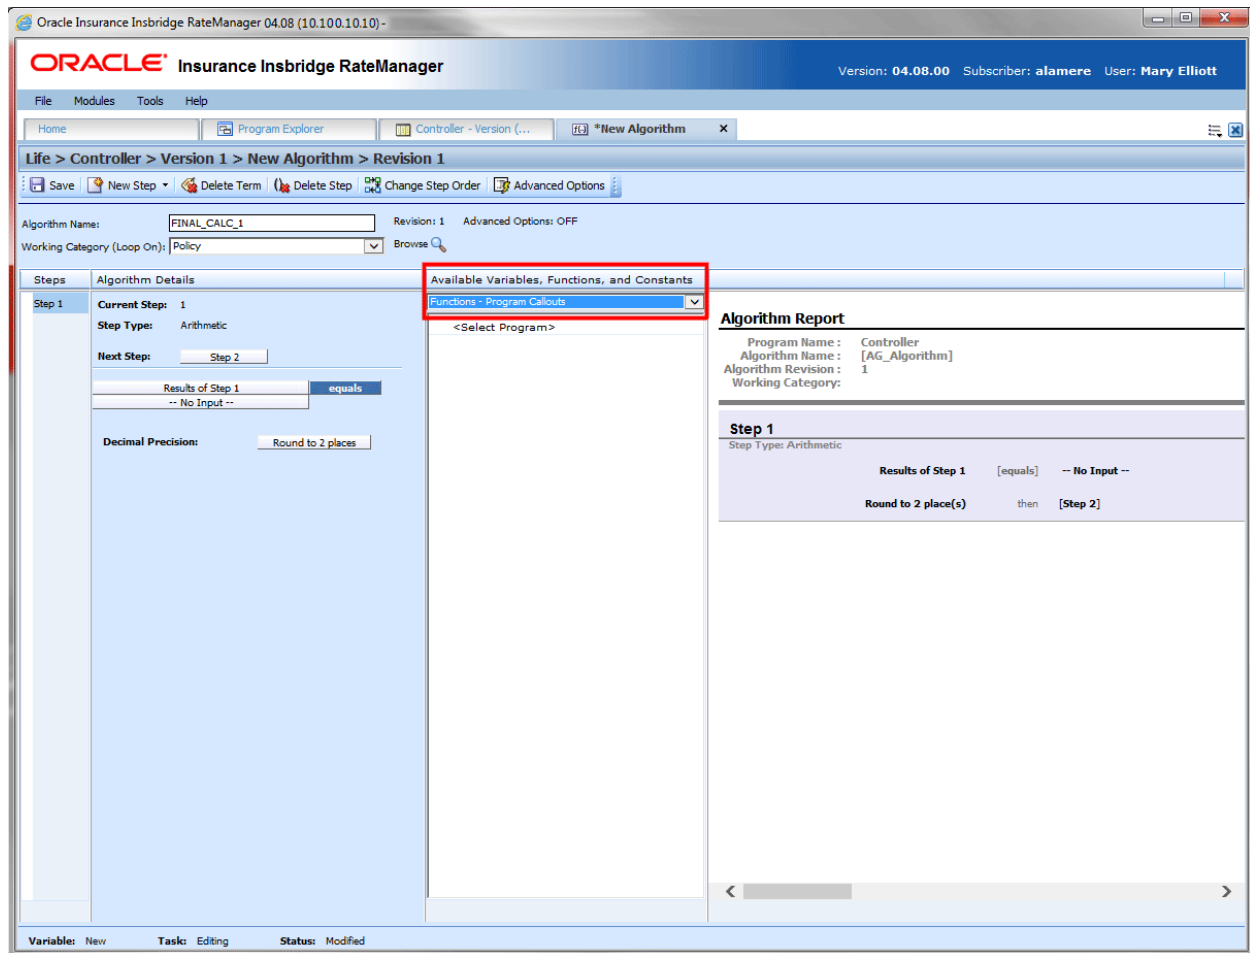 Oracle Insurance Insbridge RateManager 04.08 (10.100.10.10) -
ORACLE Insurance Insbridge RateManager
Version: 04.08.00 Subscriber: alamere User: Mary Elliott
File Modules Tools Help
Home Program Explorer Controller - Version (... *New Algorithm X
Life > Controller > Version 1 > New Algorithm > Revision 1
Save New Step Delete Term Delete Step Change Step Order Advanced Options
Algorithm Name: FINAL_CALC_1 Revision: 1 Advanced Options: OFF
Working Category (Loop On): Policy Browse
Steps Algorithm Details Available Variables, Functions, and Constants
Step 1
Current Step: 1
Step Type: Arithmetic
Next Step: Step 2
Results of Step 1 equals
-- No Input --
Decimal Precision: Round to 2 places
Functions - Program Callouts
<Select Program>
Algorithm Report
Program Name : Controller
Algorithm Name : [AG_Algorithm]
Algorithm Revision : 1
Working Category:
Step 1
Step Type: Arithmetic
Results of Step 1 [equals] -- No Input --
Round to 2 place(s) then [Step 2]
Variable: New Task: Editing Status: Modified